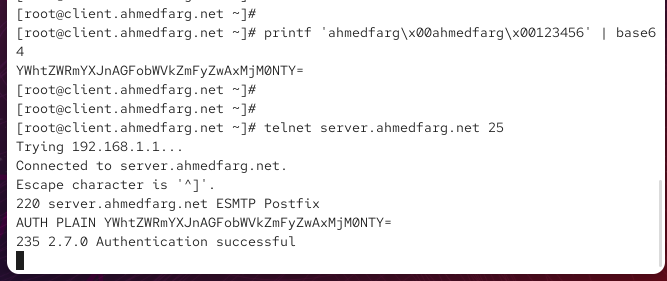 [root@client.ahmedfarg.net ~]#
[root@client.ahmedfarg.net ~]# printf 'ahmedfarg\x00ahmedfarg\x00123456' | base6
4
YWhtZWRmYXJnAGFobWVkZmFyZwAxMjM0NTY=
[root@client.ahmedfarg.net ~]#
[root@client.ahmedfarg.net ~]#
[root@client.ahmedfarg.net ~]# telnet server.ahmedfarg.net 25
Trying 192.168.1.1...
Connected to server.ahmedfarg.net.
Escape character is '^]'.
220 server.ahmedfarg.net ESMTP Postfix
AUTH PLAIN YWhtZWRmYXJnAGFobWVkZmFyZwAxMjM0NTY=
235 2.7.0 Authentication successful